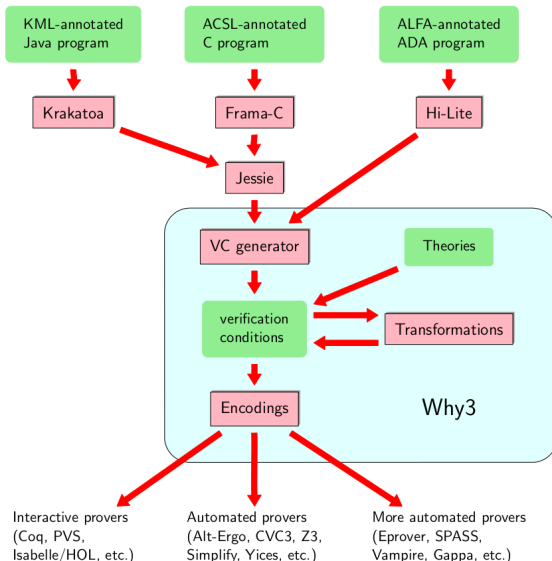 KML-annotated
Java program
ACSL-annotated
C program
ALFA-annotated
ADA program
Krakatoa
Frama-C
Hi-Lite
Jessie
VC generator
Theories
verification
conditions
Transformations
Encodings
Why3
Interactive provers
(Coq, PVS,
Isabelle/HOL, etc.)
Automated provers
(Alt-Ergo, CVC3, Z3,
Simplify, Yices, etc.)
More automated provers
(Eprover, SPASS,
Vampire, Gappa, etc.)